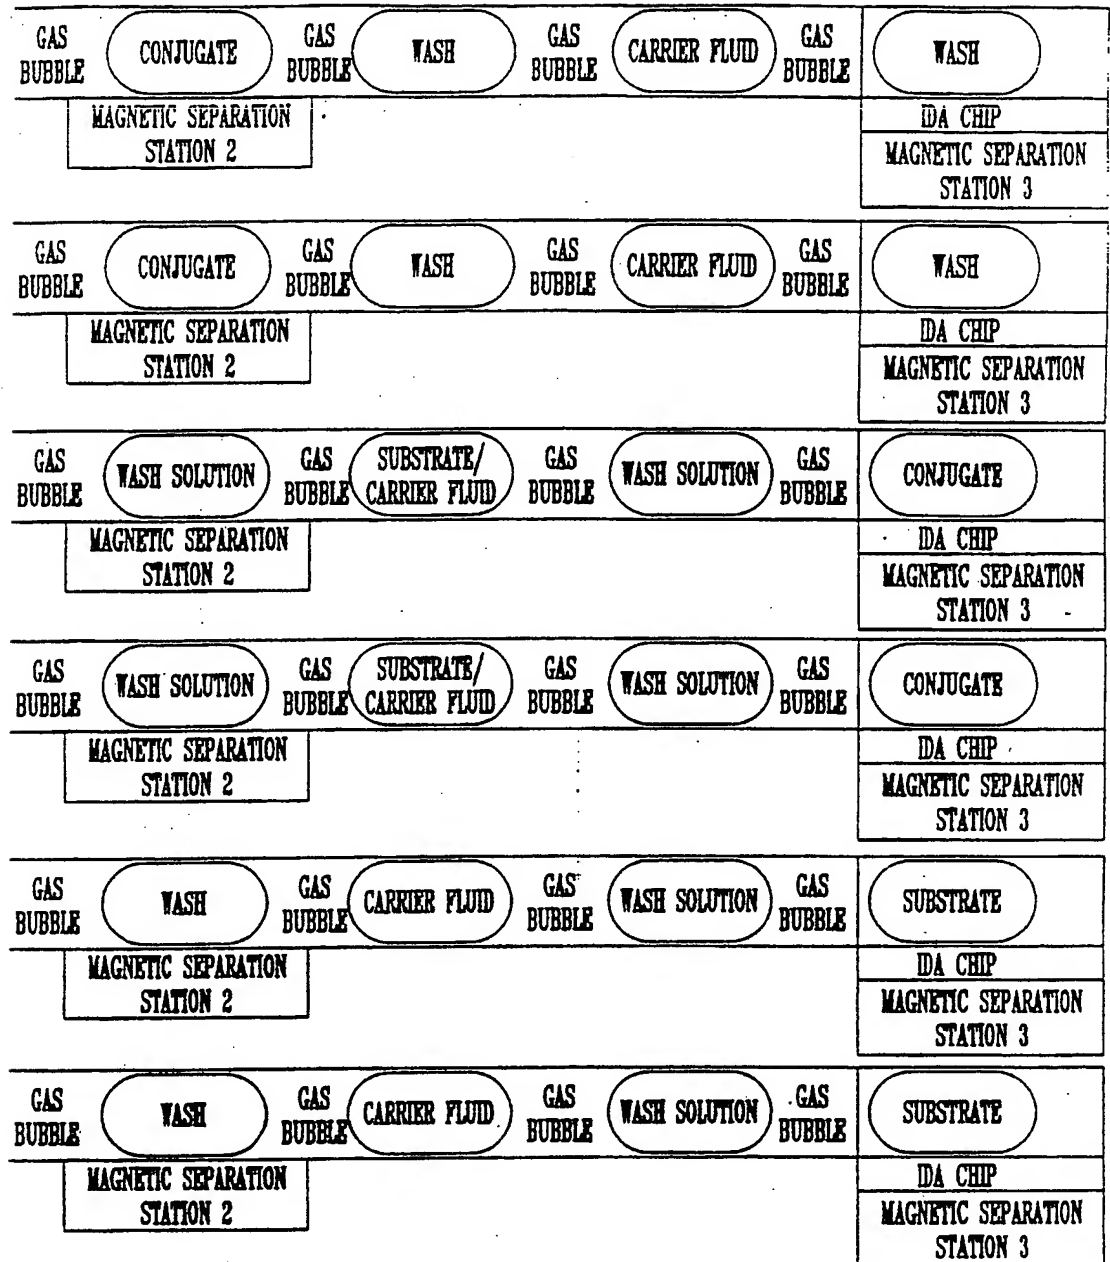 GAS BUBBLE CONJUGATE GAS BUBBLE WASH GAS BUBBLE CARRIER FLUID GAS BUBBLE WASH
MAGNETIC SEPARATION
STATION 2
IDA CHIP
MAGNETIC SEPARATION
STATION 3
GAS BUBBLE CONJUGATE GAS BUBBLE WASH GAS BUBBLE CARRIER FLUID GAS BUBBLE WASH
MAGNETIC SEPARATION
STATION 2
IDA CHIP
MAGNETIC SEPARATION
STATION 3
GAS BUBBLE WASH SOLUTION GAS BUBBLE SUBSTRATE/ CARRIER FLUID GAS BUBBLE WASH SOLUTION GAS BUBBLE CONJUGATE
MAGNETIC SEPARATION
STATION 2
IDA CHIP
MAGNETIC SEPARATION
STATION 3
GAS BUBBLE WASH SOLUTION GAS BUBBLE SUBSTRATE/ CARRIER FLUID GAS BUBBLE WASH SOLUTION GAS BUBBLE CONJUGATE
MAGNETIC SEPARATION
STATION 2
IDA CHIP
MAGNETIC SEPARATION
STATION 3
GAS BUBBLE WASH GAS BUBBLE CARRIER FLUID GAS BUBBLE WASH SOLUTION GAS BUBBLE SUBSTRATE
MAGNETIC SEPARATION
STATION 2
IDA CHIP
MAGNETIC SEPARATION
STATION 3
GAS BUBBLE WASH GAS BUBBLE CARRIER FLUID GAS BUBBLE WASH SOLUTION GAS BUBBLE SUBSTRATE
MAGNETIC SEPARATION
STATION 2
IDA CHIP
MAGNETIC SEPARATION
STATION 3